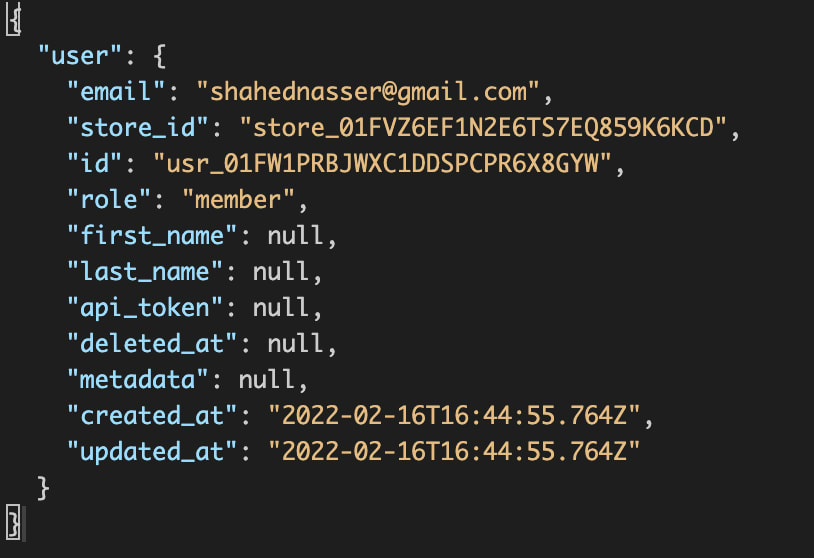 {
  "user": {
    "email": "shahednasser@gmail.com",
    "store_id": "store_01FVZ6EF1N2E6TS7EQ859K6KCD",
    "id": "usr_01FW1PRBJWXC1DDSPCPR6X8GYW",
    "role": "member",
    "first_name": null,
    "last_name": null,
    "api_token": null,
    "deleted_at": null,
    "metadata": null,
    "created_at": "2022-02-16T16:44:55.764Z",
    "updated_at": "2022-02-16T16:44:55.764Z"
  }
}